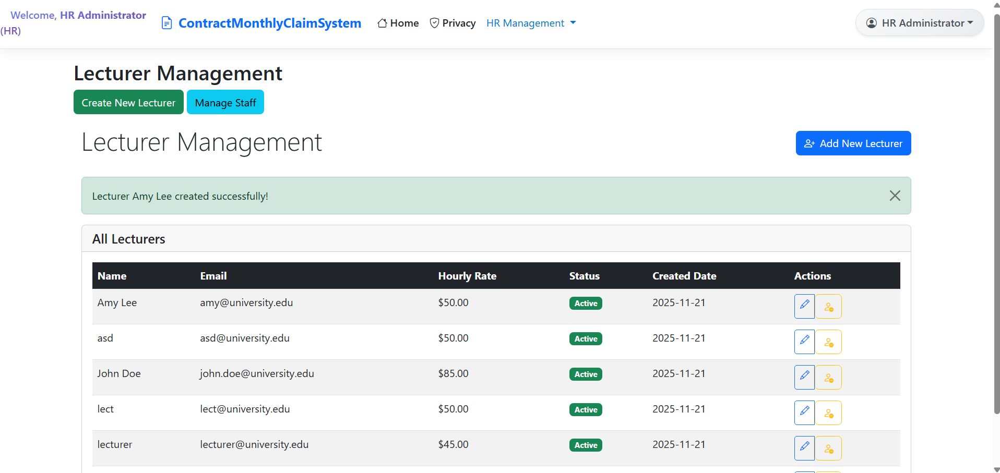 Welcome, HR Administrator
(HR)
ContractMonthlyClaimSystem Home Privacy HR Management HR Administrator
Lecturer Management
Create New Lecturer Manage Staff
Lecturer Management Add New Lecturer
Lecturer Amy Lee created successfully!
All Lecturers
Name Email Hourly Rate Status Created Date Actions
Amy Lee amy@university.edu $50.00 Active 2025-11-21
asd asd@university.edu $50.00 Active 2025-11-21
John Doe john.doe@university.edu $85.00 Active 2025-11-21
lect lect@university.edu $50.00 Active 2025-11-21
lecturer lecturer@university.edu $45.00 Active 2025-11-21